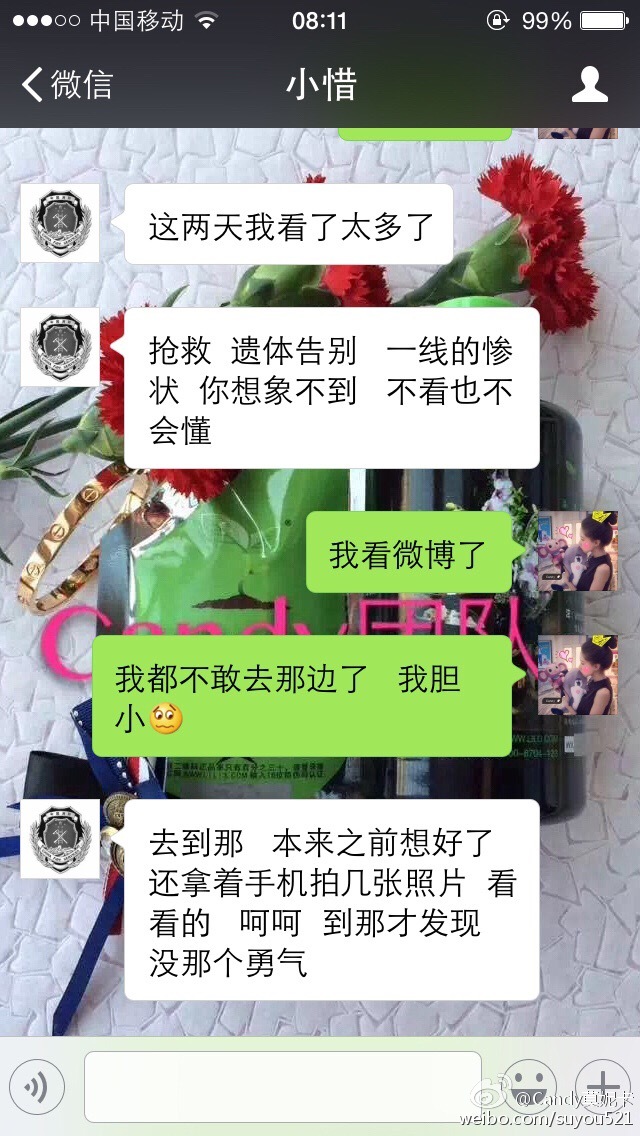 中国移动
08:11
99%
微信
小惜
这两天我看了太多了
抢救 遗体告别 一线的惨
状 你想象不到 不看也不
会懂
我看微博了
Candy团队
我都不敢去那边了 我胆
小
去到那 本来之前想好了
还拿着手机拍几张照片 看
看的 呵呵 到那才发现
没那个勇气
weibo.com/suyou521